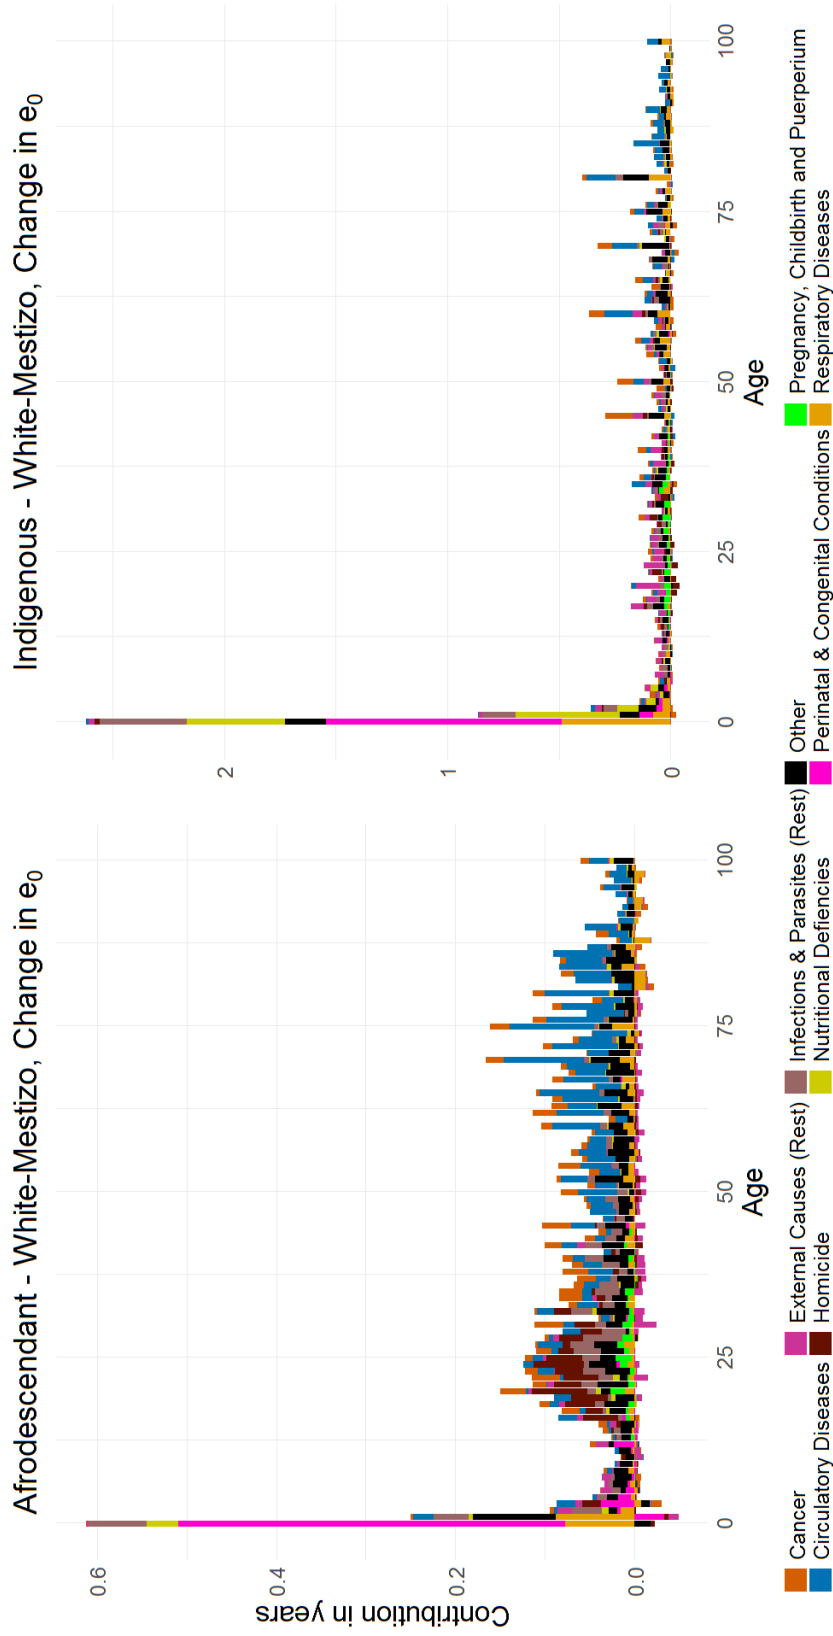 Afrodescendant - White-Mestizo, Change in e0
Indigenous - White-Mestizo, Change in e0
Contribution in years
0.6
0.4
0.2
0.0
0
25
50
75
100
Age
2
1
0
0
25
50
75
100
Age
Cancer
External Causes (Rest)
Infections & Parasites (Rest)
Other
Pregnancy, Childbirth and Puerperium
Circulatory Diseases
Homicide
Nutritional Defiencies
Perinatal & Congenital Conditions
Respiratory Diseases